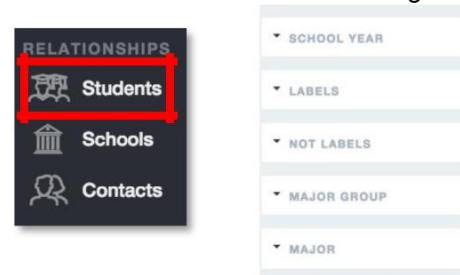 RELATIONSHIPS
Students
Schools
Contacts
SCHOOL YEAR
LABELS
NOT LABELS
MAJOR GROUP
MAJOR